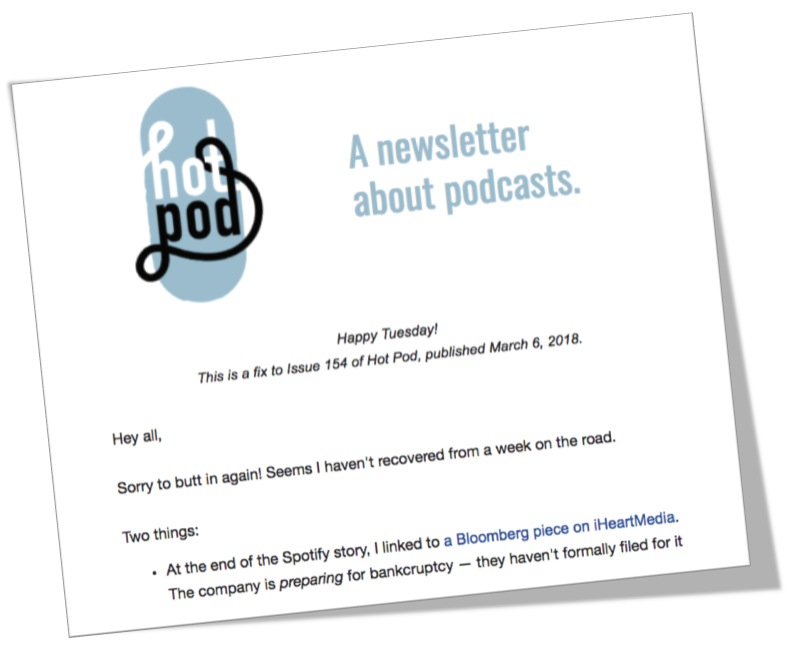 hot
pod
A newsletter
about podcasts.
Happy Tuesday!
This is a fix to Issue 154 of Hot Pod, published March 6, 2018.
Hey all,
Sorry to butt in again! Seems I haven't recovered from a week on the road.
Two things:
• At the end of the Spotify story, I linked to a Bloomberg piece on iHeartMedia.
The company is preparing for bankruptcy — they haven't formally filed for it